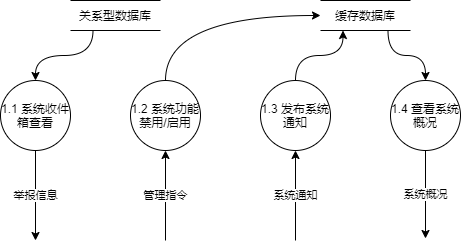 关系型数据库
缓存数据库
1.1 系统收件
箱查看
1.2 系统功能
禁用/启用
1.3 发布系统
通知
1.4 查看系统
概况
举报信息
管理指令
系统通知
系统概况